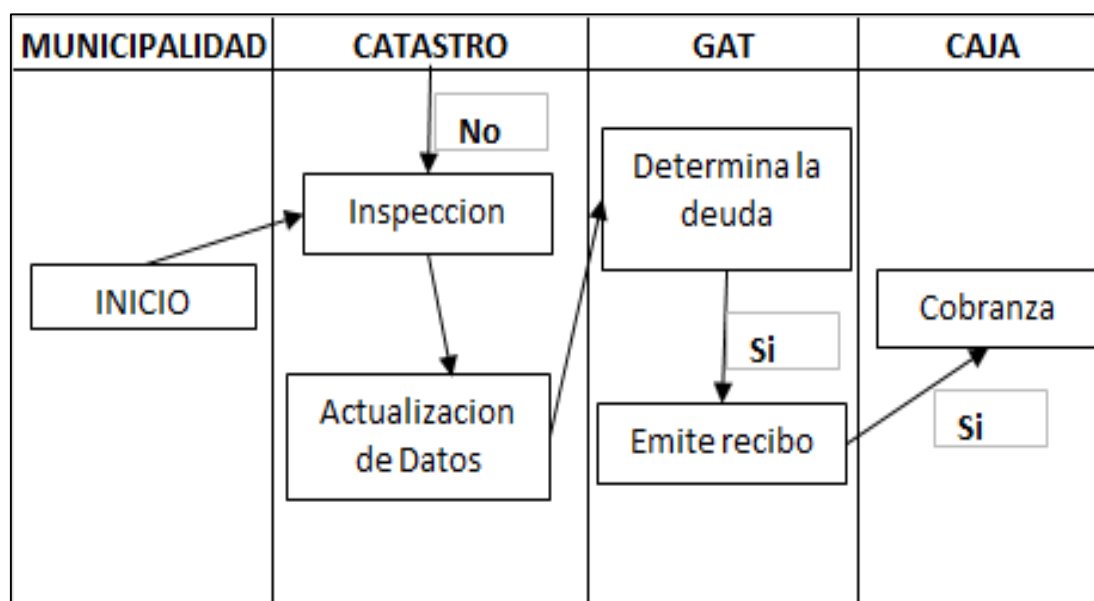 MUNICIPALIDAD
CATASTRO
GAT
CAJA
No
Inspeccion
INICIO
Actualizacion
de Datos
Determina la
deuda
Si
Emite recibo
Cobranza
Si